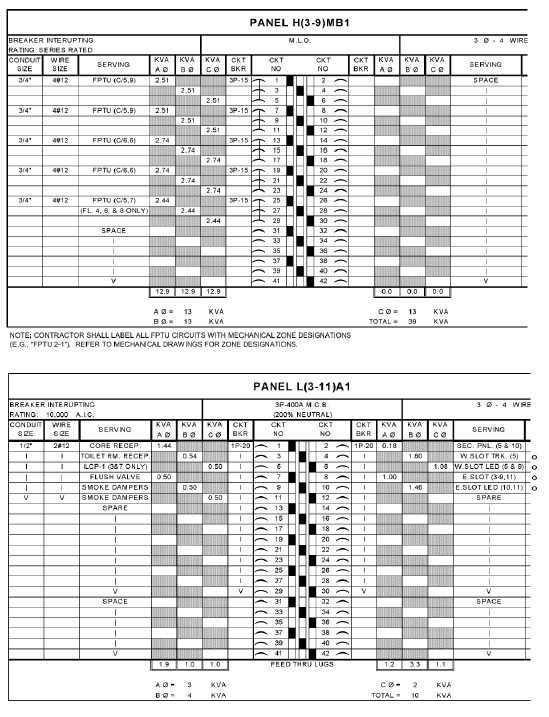 PANEL H(3-9)MB1
BREAKER INTERUPTING M.L.O. 3 Ø - 4 WIRE
RATING: SERIES RATED
CONDUIT SIZE WIRE SIZE SERVING KVA A Ø KVA B Ø KVA C Ø CKT BKR CKT NO CKT NO CKT BKR KVA A Ø KVA B Ø KVA C Ø SERVING
3/4" 4#12 FPTU (C/5,9) 2.51 3P-15 1 2 SPACE
2.51 3 4 |
2.51 5 6 |
3/4" 4#12 FPTU (C/5,9) 2.51 3P-15 7 8 |
2.51 9 10 |
2.51 11 12 |
3/4" 4#12 FPTU (C/6,6) 2.74 3P-15 13 14 |
2.74 15 16 |
2.74 17 18 |
3/4" 4#12 FPTU (C/6,6) 2.74 3P-15 19 20 |
2.74 21 22 |
2.74 23 24 |
3/4" 4#12 FPTU (C/5,7) 2.44 3P-15 25 26 |
(FL. 4, 6, & 8 ONLY) 2.44 27 28 |
2.44 29 30 |
SPACE 31 32 |
| 33 34 |
| 35 36 |
| 37 38 |
| 39 40 |
V 41 42 V
12.9 12.9 12.9 0.0 0.0 0.0
A Ø = 13 KVA C Ø = 13 KVA
B Ø = 13 KVA TOTAL = 39 KVA
NOTE; CONTRACTOR SHALL LABEL ALL FPTU CIRCUITS WITH MECHANICAL ZONE DESIGNATIONS
(E.G., "FPTU 2-1"). REFER TO MECHANICAL DRAWINGS FOR ZONE DESIGNATIONS.
PANEL L(3-11)A1
BREAKER INTERUPTING 3P-400A M.C.B. 3 Ø - 4 WIRE
RATING: 10,000 A.I.C. (200% NEUTRAL)
CONDUIT SIZE WIRE SIZE SERVING KVA A Ø KVA B Ø KVA C Ø CKT BKR CKT NO CKT NO CKT BKR KVA A Ø KVA B Ø KVA C Ø SERVING
1/2" 2#12 CORE RECEP. 1.44 1P-20 1 2 1P-20 0.18 SEC. PNL. (5 & 10)
| | TOILET RM. RECEP. 0.54 | 3 4 | 1.80 W.SLOT TRK. (5)
| | ILCP-1 (3&7 ONLY) 0.50 | 5 6 | 1.08 W.SLOT LED (5 & 9)
| | FLUSH VALVE 0.50 | 7 8 | 1.00 E.SLOT (3-9,11)
| | SMOKE DAMPERS 0.50 | 9 10 | 1.46 E.SLOT LED (10,11)
V V SMOKE DAMPERS 0.50 | 11 12 | SPARE
SPARE | 13 14 | |
| | 15 16 | |
| | 17 18 | |
| | 19 20 | |
| | 21 22 | |
| | 23 24 | |
| | 25 26 | |
| | 27 28 | |
V V 29 30 V V
SPACE 31 32 SPACE
| 33 34 |
| 35 36 |
| 37 38 |
| 39 40 |
V 41 42 V
1.9 1.0 1.0 FEED THRU LUGS 1.2 3.3 1.1
A Ø = 3 KVA C Ø = 2 KVA
B Ø = 4 KVA TOTAL = 10 KVA